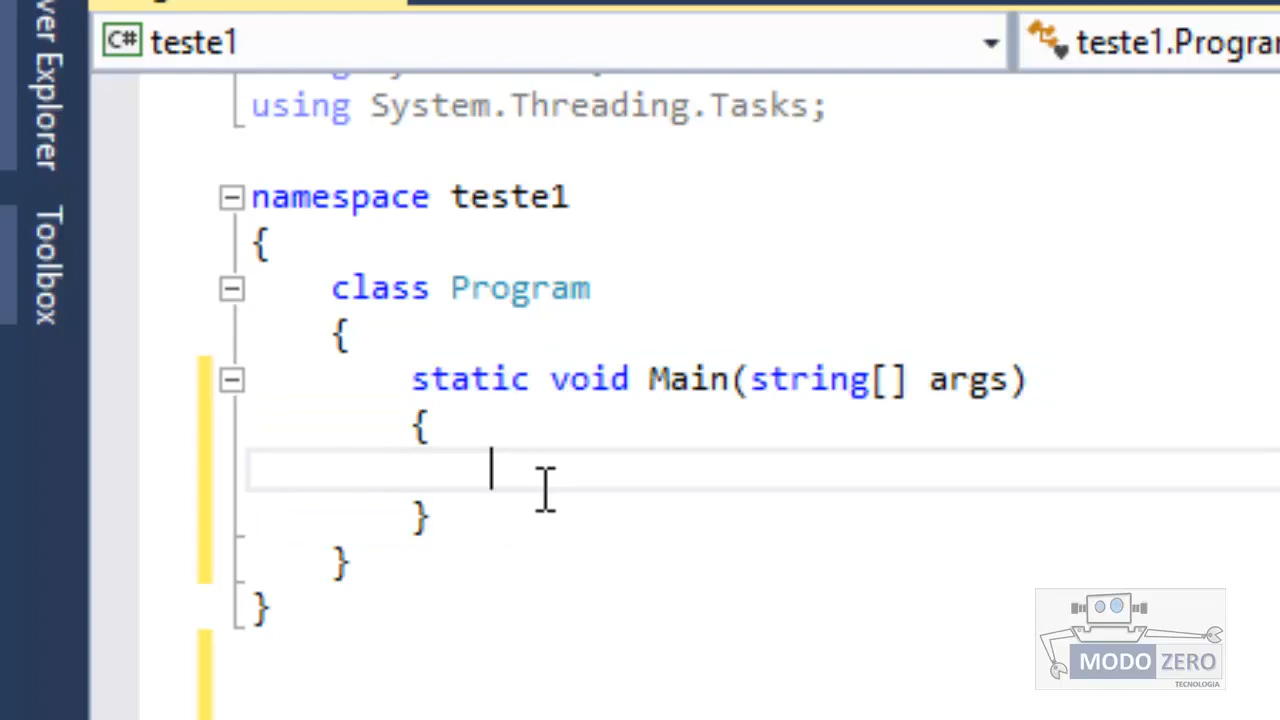 ver Explorer
Toolbox
C# teste1
teste1.Progra
using System.Threading.Tasks;
namespace teste1
{
class Program
{
static void Main(string[] args)
{
}
}
}
MODO ZERO
TECNOLOGIA